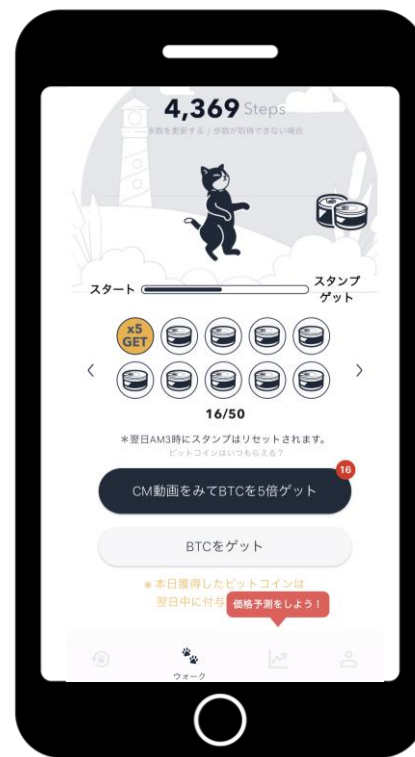 4,369 Steps
歩数を更新する / 歩数が取得できない場合
スタート
スタンプ
ゲット
x5
GET
16/50
＊翌日AM3時にスタンプはリセットされます。
ビットコインはいつもらえる？
16
CM動画をみてBTCを5倍ゲット
BTCをゲット
＊本日獲得したビットコインは
翌日中に付与
価格予測をしよう！
ウォーク